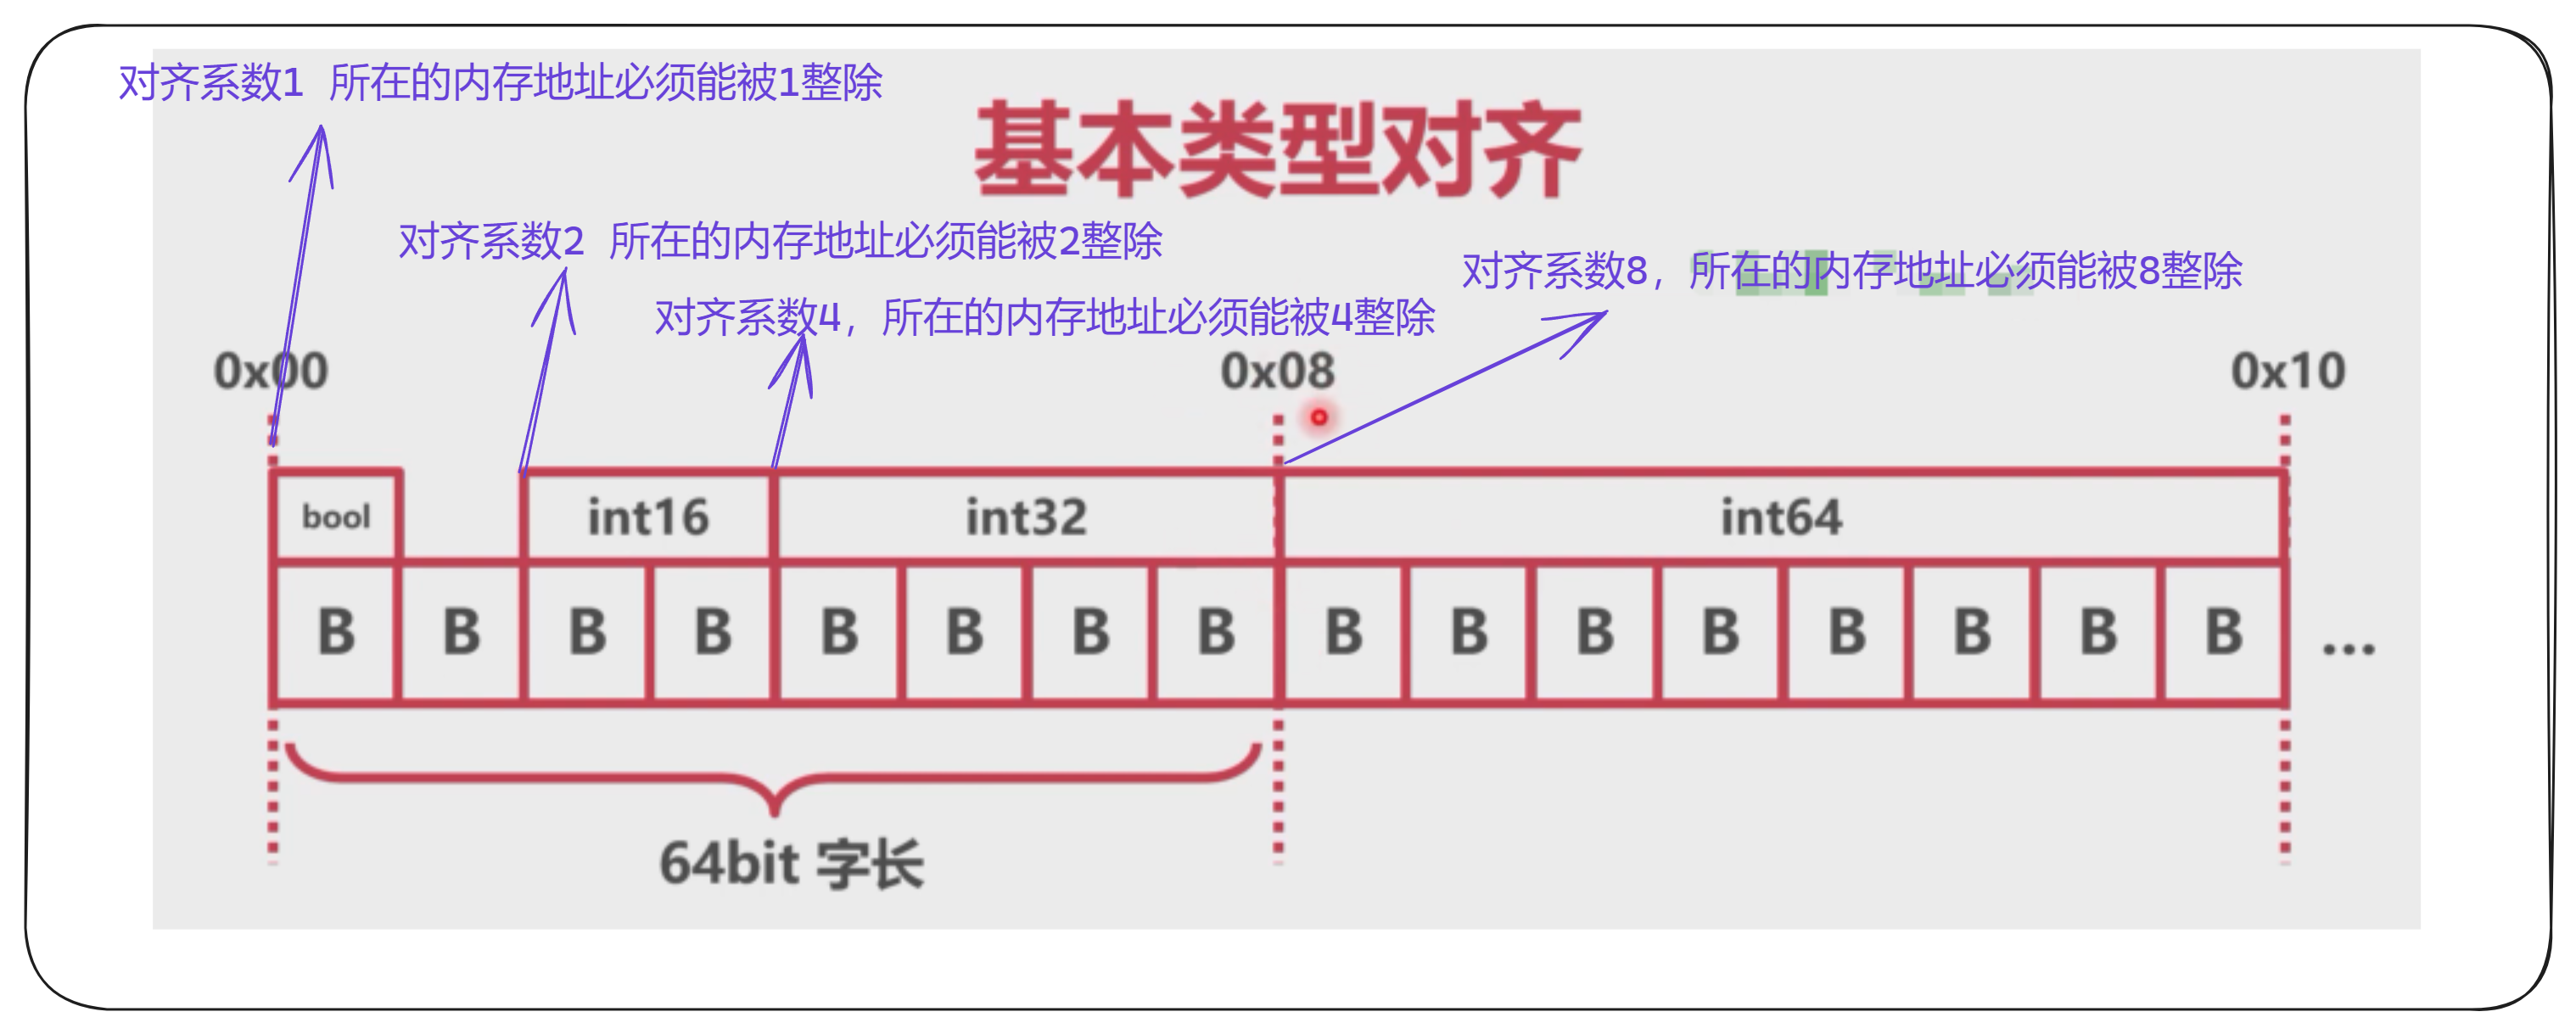 对齐系数1 所在的内存地址必须能被1整除
基本类型对齐
对齐系数2 所在的内存地址必须能被2整除
对齐系数8，所在的内存地址必须能被8整除
对齐系数4，所在的内存地址必须能被4整除
0x00 0x08 0x10
bool int16 int32 int64
B B B B B B B B B B B B B B B B ...
64bit 字长